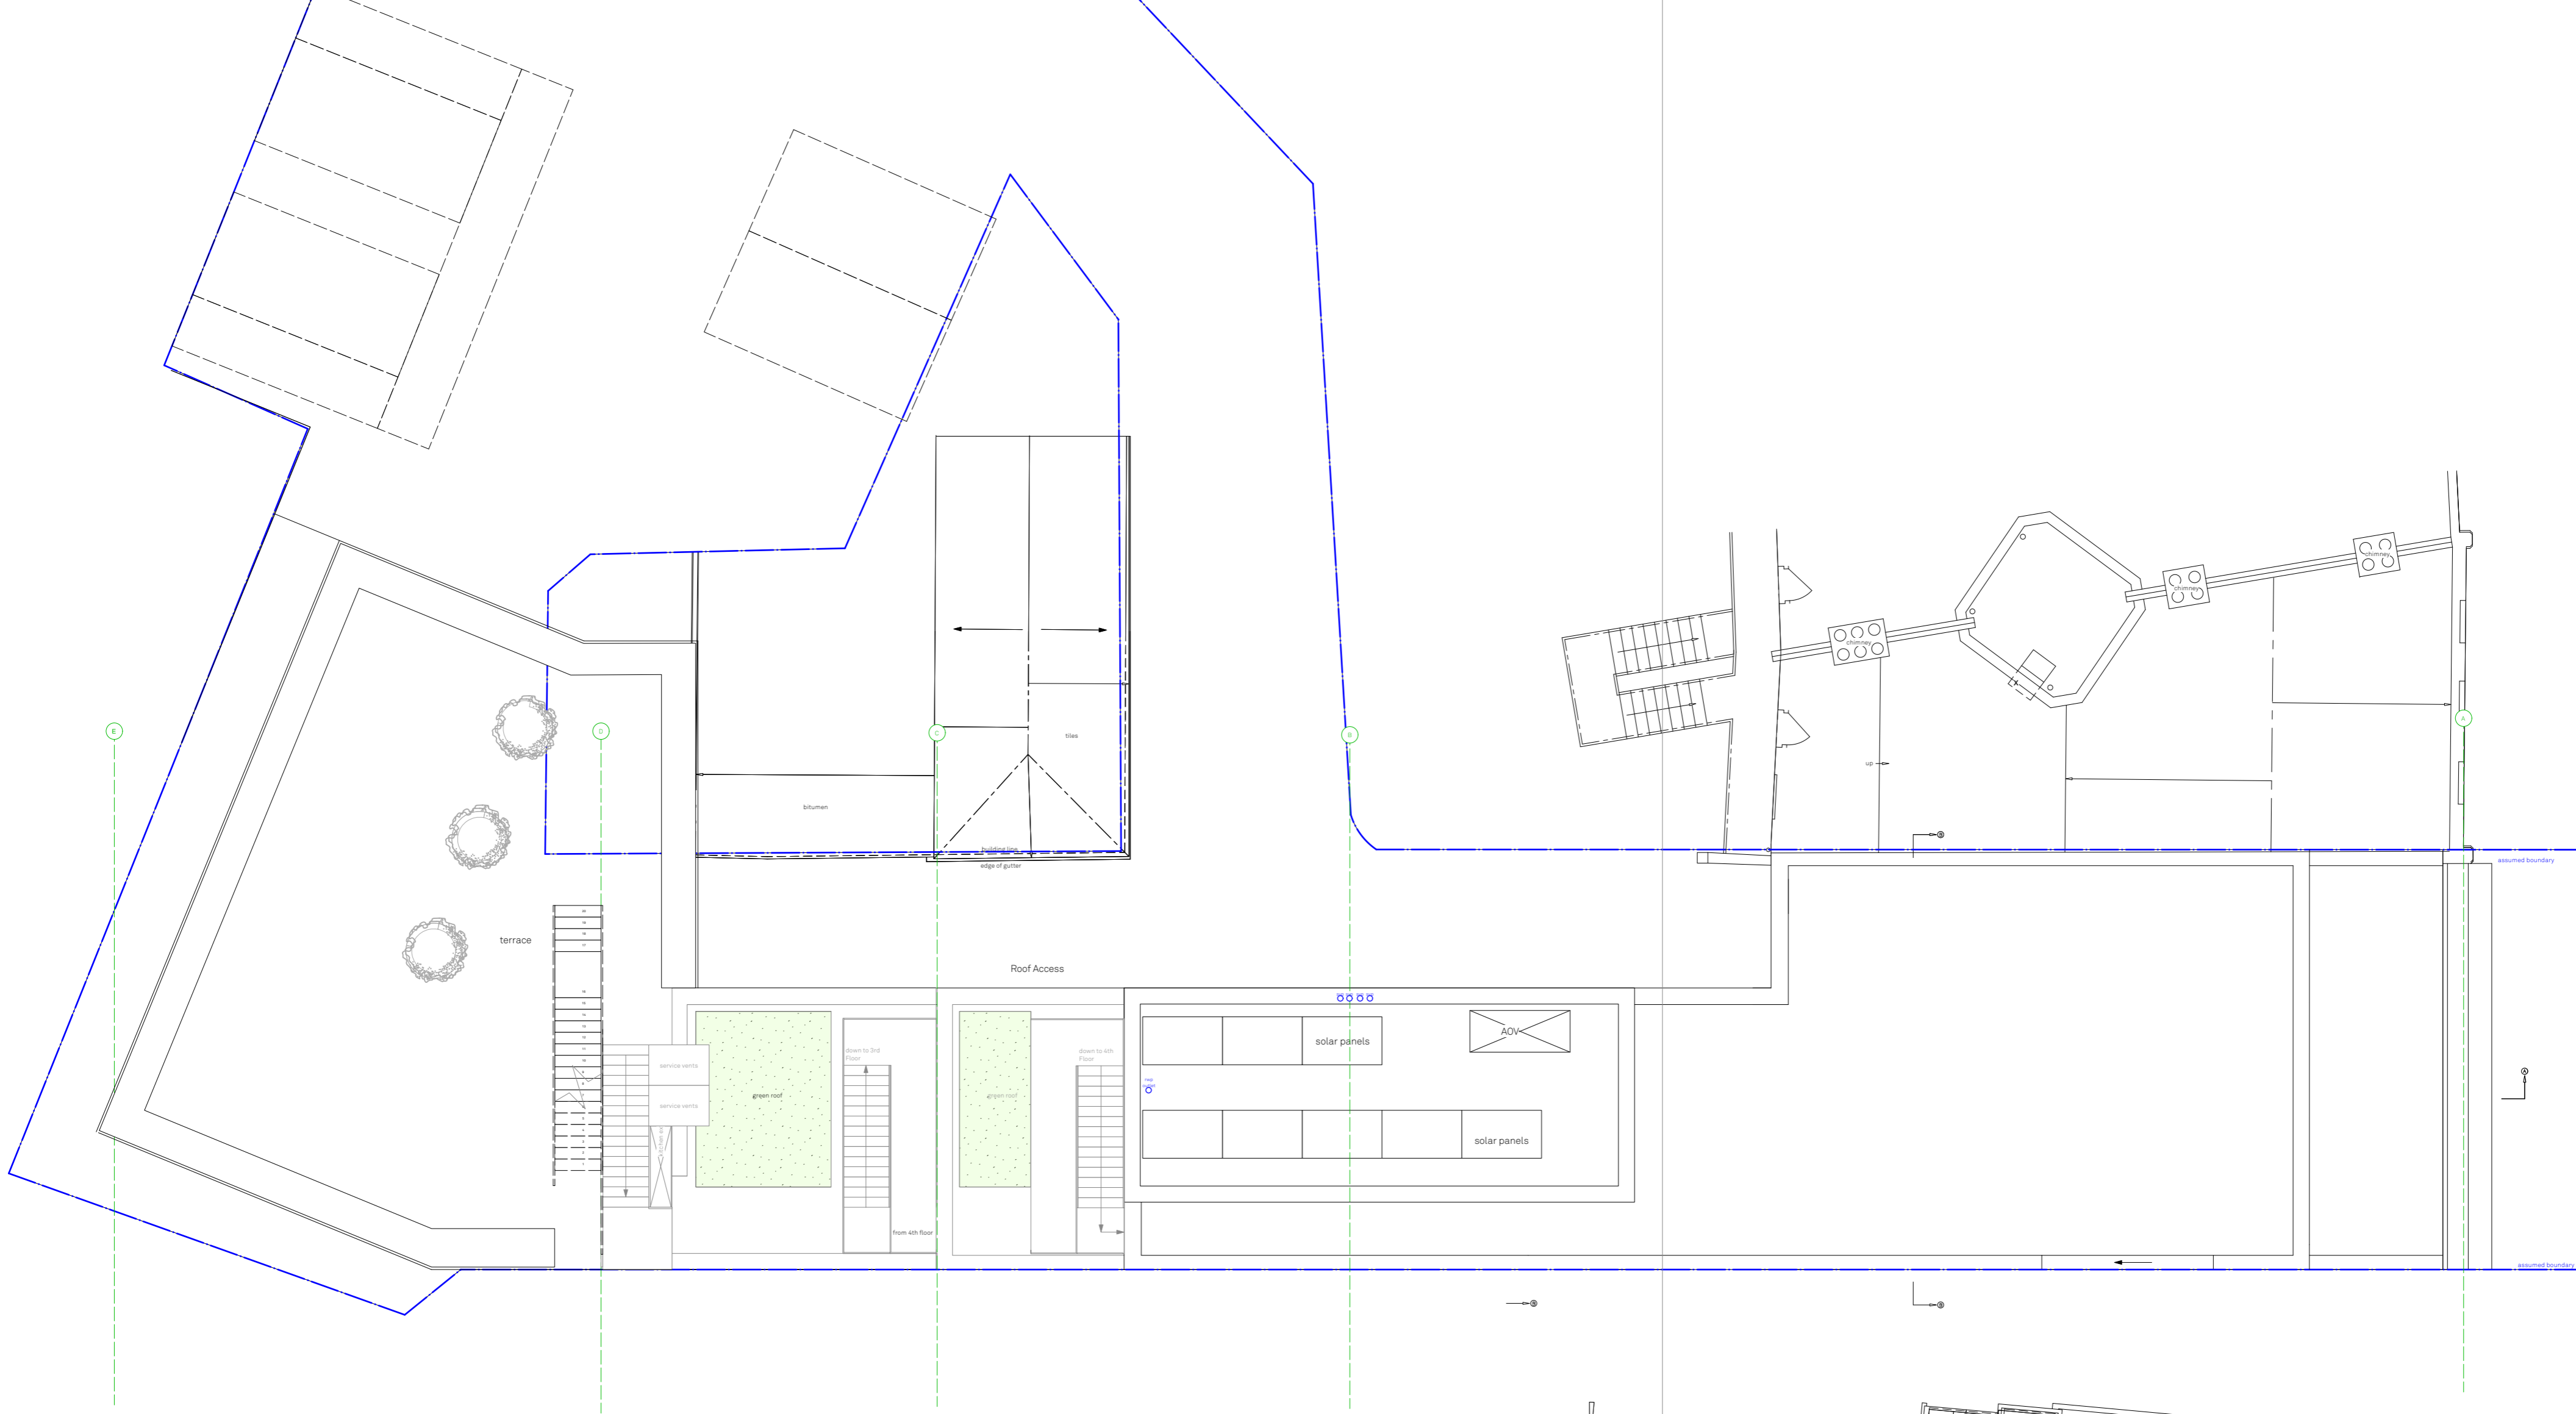 chimney
chimney
chimney
E
D
C
B
A
tiles
up
bitumen
building line
edge of gutter
assumed boundary
terrace
Roof Access
AOV
solar panels
down to 3rd
Floor
down to 4th
Floor
service vents
green roof
green roof
service vents
solar panels
from 4th floor
assumed boundary